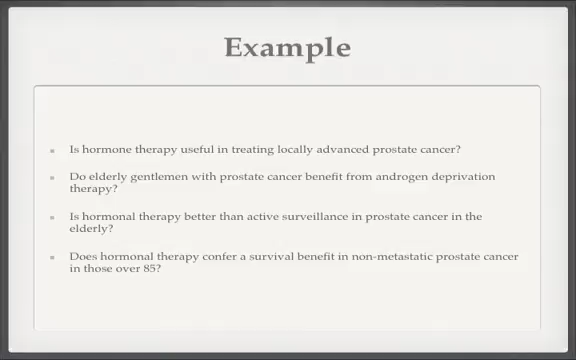 Example
Is hormone therapy useful in treating locally advanced prostate cancer?
Do elderly gentlemen with prostate cancer benefit from androgen deprivation
therapy?
Is hormonal therapy better than active surveillance in prostate cancer in the
elderly?
Does hormonal therapy confer a survival benefit in non-metastatic prostate cancer
in those over 85?